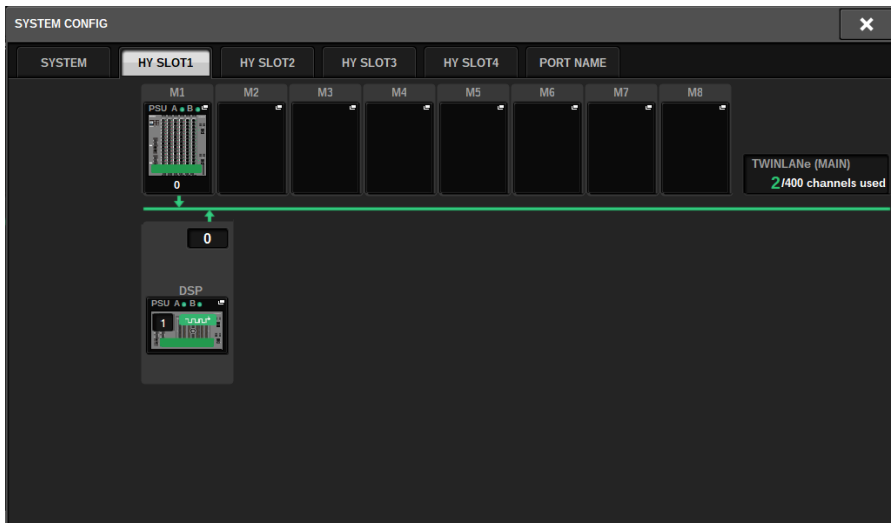 SYSTEM CONFIG
SYSTEM HY SLOT1 HY SLOT2 HY SLOT3 HY SLOT4 PORT NAME
M1 M2 M3 M4 M5 M6 M7 M8
PSU A B
0
TWINLANe (MAIN)
2/400 channels used
0
DSP
PSU A B
1